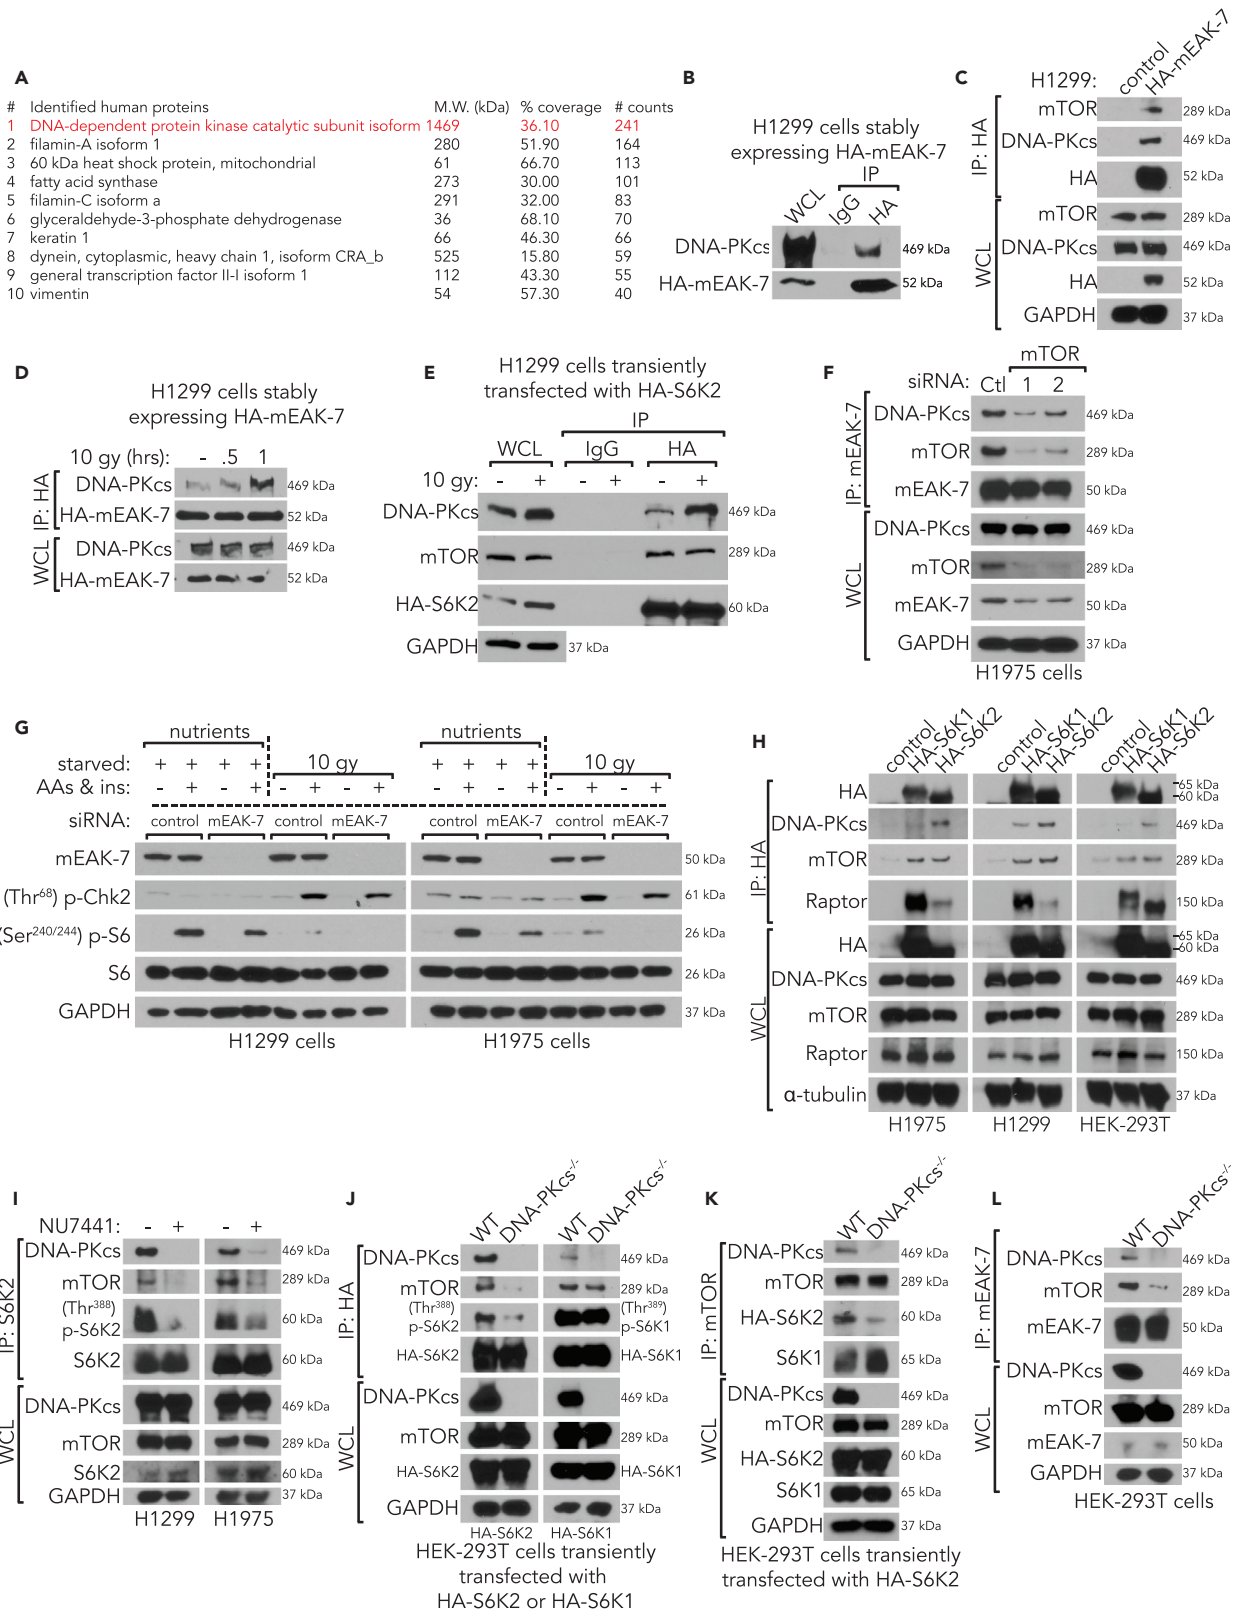 A
# Identified human proteins M.W. (kDa) % coverage # counts
1 DNA-dependent protein kinase catalytic subunit isoform 1469 36.10 241
2 filamin-A isoform 1 280 51.90 164
3 60 kDa heat shock protein, mitochondrial 61 66.70 113
4 fatty acid synthase 273 30.00 101
5 filamin-C isoform a 291 32.00 83
6 glyceraldehyde-3-phosphate dehydrogenase 36 68.10 70
7 keratin 1 66 46.30 66
8 dynein, cytoplasmic, heavy chain 1, isoform CRA_b 525 15.80 59
9 general transcription factor II-I isoform 1 112 43.30 55
10 vimentin 54 57.30 40
B
H1299 cells stably
expressing HA-mEAK-7
IP
WCL IgG HA
DNA-PKcs 469 kDa
HA-mEAK-7 52 kDa
C
H1299: control HA-mEAK-7
IP: HA
mTOR 289 kDa
DNA-PKcs 469 kDa
HA 52 kDa
WCL
mTOR 289 kDa
DNA-PKcs 469 kDa
HA 52 kDa
GAPDH 37 kDa
D
H1299 cells stably
expressing HA-mEAK-7
10 gy (hrs): - .5 1
IP: HA
DNA-PKcs 469 kDa
HA-mEAK-7 52 kDa
WCL
DNA-PKcs 469 kDa
HA-mEAK-7 52 kDa
E
H1299 cells transiently
transfected with HA-S6K2
IP
WCL IgG HA
10 gy: - + - + - +
DNA-PKcs 469 kDa
mTOR 289 kDa
HA-S6K2 60 kDa
GAPDH 37 kDa
F
mTOR
siRNA: Ctl 1 2
IP: mEAK-7
DNA-PKcs 469 kDa
mTOR 289 kDa
mEAK-7 50 kDa
WCL
DNA-PKcs 469 kDa
mTOR 289 kDa
mEAK-7 50 kDa
GAPDH 37 kDa
H1975 cells
G
nutrients nutrients
starved: + + + + 10 gy + + + + 10 gy
AAs & ins: - + - + - + - + - + - + - + - +
siRNA: control mEAK-7 control mEAK-7 control mEAK-7 control mEAK-7
mEAK-7 50 kDa
(Thr68) p-Chk2 61 kDa
(Ser240/244) p-S6 26 kDa
S6 26 kDa
GAPDH 37 kDa
H1299 cells H1975 cells
H
control HA-S6K1 HA-S6K2 control HA-S6K1 HA-S6K2 control HA-S6K1 HA-S6K2
IP: HA
HA 65 kDa
60 kDa
DNA-PKcs 469 kDa
mTOR 289 kDa
Raptor 150 kDa
WCL
HA 65 kDa
60 kDa
DNA-PKcs 469 kDa
mTOR 289 kDa
Raptor 150 kDa
α-tubulin 37 kDa
H1975 H1299 HEK-293T
I
NU7441: - + - +
IP: S6K2
DNA-PKcs 469 kDa
mTOR 289 kDa
(Thr388)
p-S6K2 60 kDa
S6K2 60 kDa
WCL
DNA-PKcs 469 kDa
mTOR 289 kDa
S6K2 60 kDa
GAPDH 37 kDa
H1299 H1975
J
WT DNA-PKcs-/- WT DNA-PKcs-/-
IP: HA
DNA-PKcs 469 kDa
mTOR 289 kDa
(Thr388) (Thr389)
p-S6K2 p-S6K1
HA-S6K2 HA-S6K1
WCL
DNA-PKcs 469 kDa
mTOR 289 kDa
HA-S6K2 HA-S6K1
GAPDH 37 kDa
HA-S6K2 HA-S6K1
HEK-293T cells transiently
transfected with
HA-S6K2 or HA-S6K1
K
WT DNA-PKcs-/-
IP: mTOR
DNA-PKcs 469 kDa
mTOR 289 kDa
HA-S6K2 60 kDa
S6K1 65 kDa
WCL
DNA-PKcs 469 kDa
mTOR 289 kDa
HA-S6K2 60 kDa
S6K1 65 kDa
GAPDH 37 kDa
HEK-293T cells transiently
transfected with HA-S6K2
L
WT DNA-PKcs-/-
IP: mEAK-7
DNA-PKcs 469 kDa
mTOR 289 kDa
mEAK-7 50 kDa
WCL
DNA-PKcs 469 kDa
mTOR 289 kDa
mEAK-7 50 kDa
GAPDH 37 kDa
HEK-293T cells